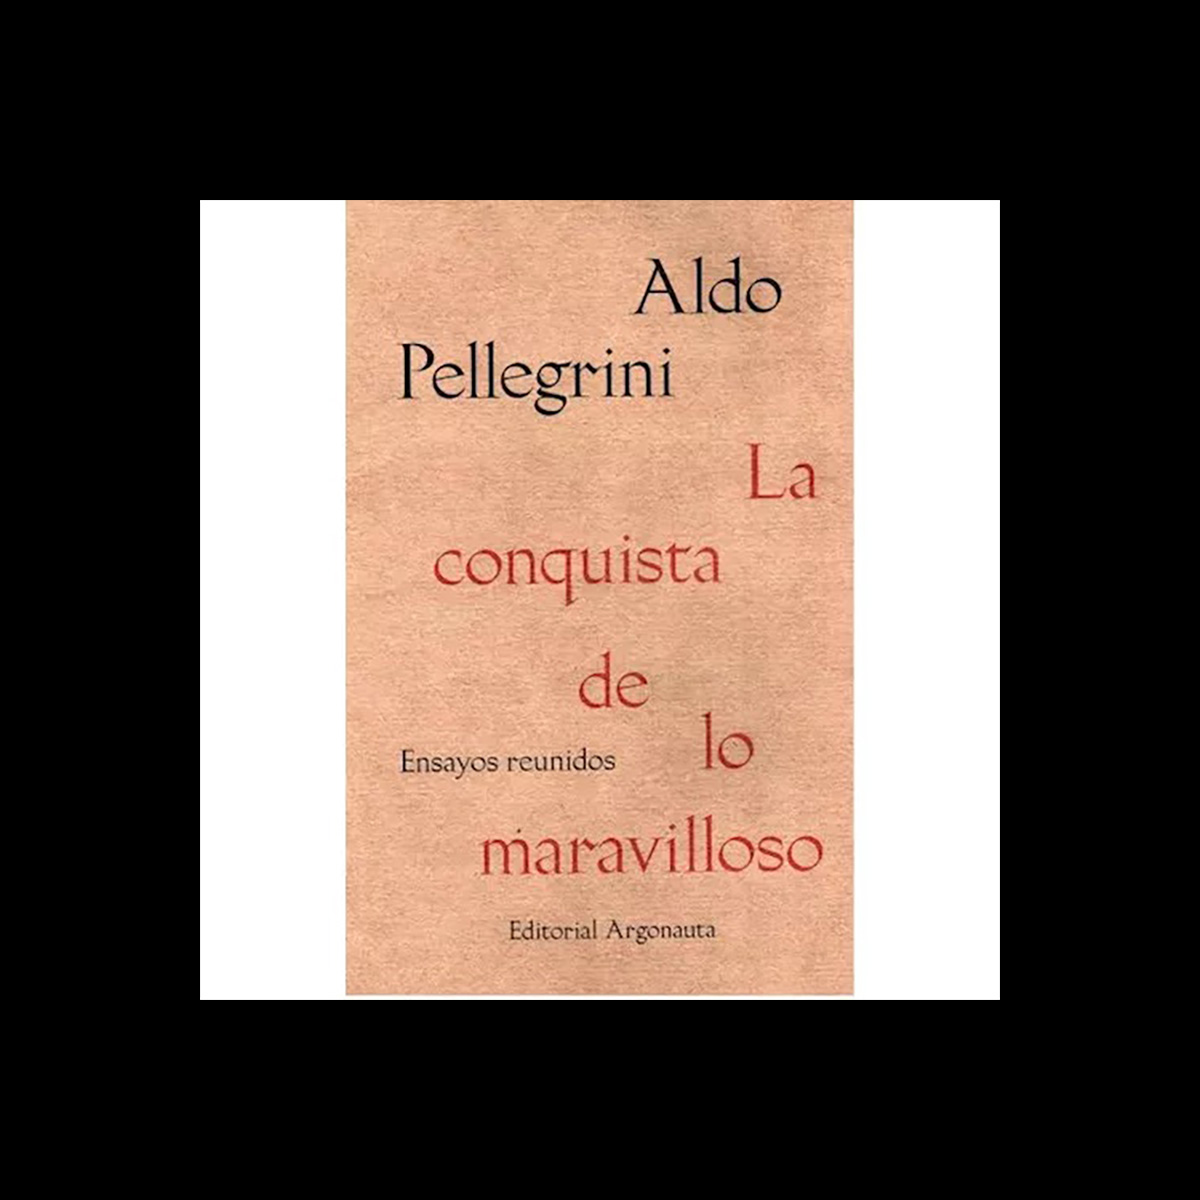 Aldo
Pellegrini
La
conquista
de
lo
Ensayos reunidos
maravilloso
Editorial Argonauta